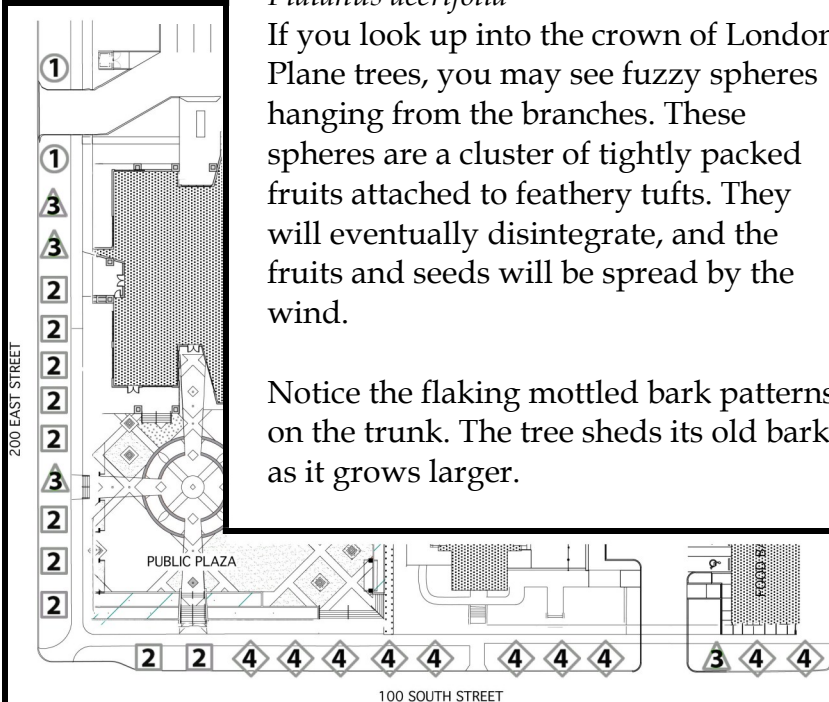 Platanus acerifolia
If you look up into the crown of London
Plane trees, you may see fuzzy spheres
hanging from the branches. These
spheres are a cluster of tightly packed
fruits attached to feathery tufts. They
will eventually disintegrate, and the
fruits and seeds will be spread by the
wind.
Notice the flaking mottled bark patterns
on the trunk. The tree sheds its old bark
as it grows larger.
1
1
3
3
2
2
2
2
2
3
2
2
2
200 EAST STREET
PUBLIC PLAZA
FOOD
2 2 4 4 4 4 4 4 4 4 3 4 4
100 SOUTH STREET